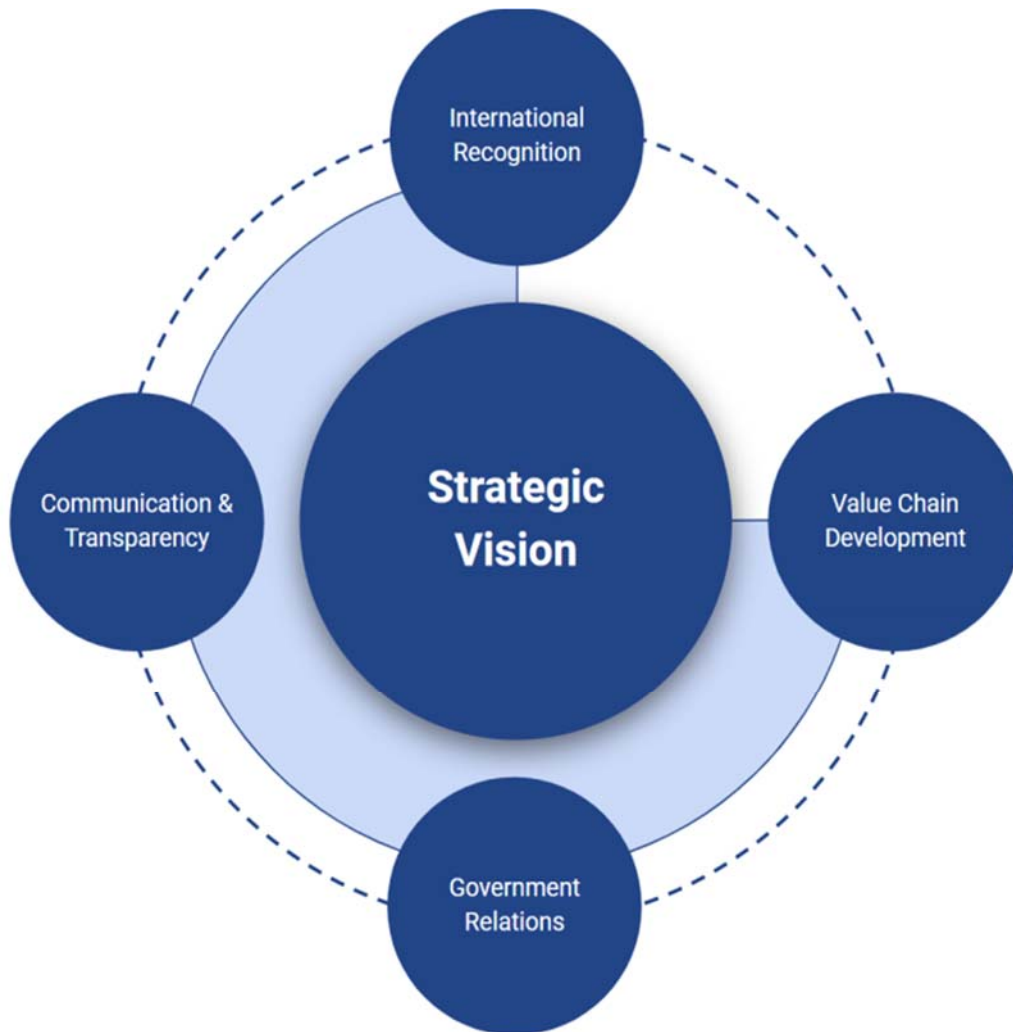 International
Recognition
Communication &
Transparency
Strategic
Vision
Value Chain
Development
Government
Relations